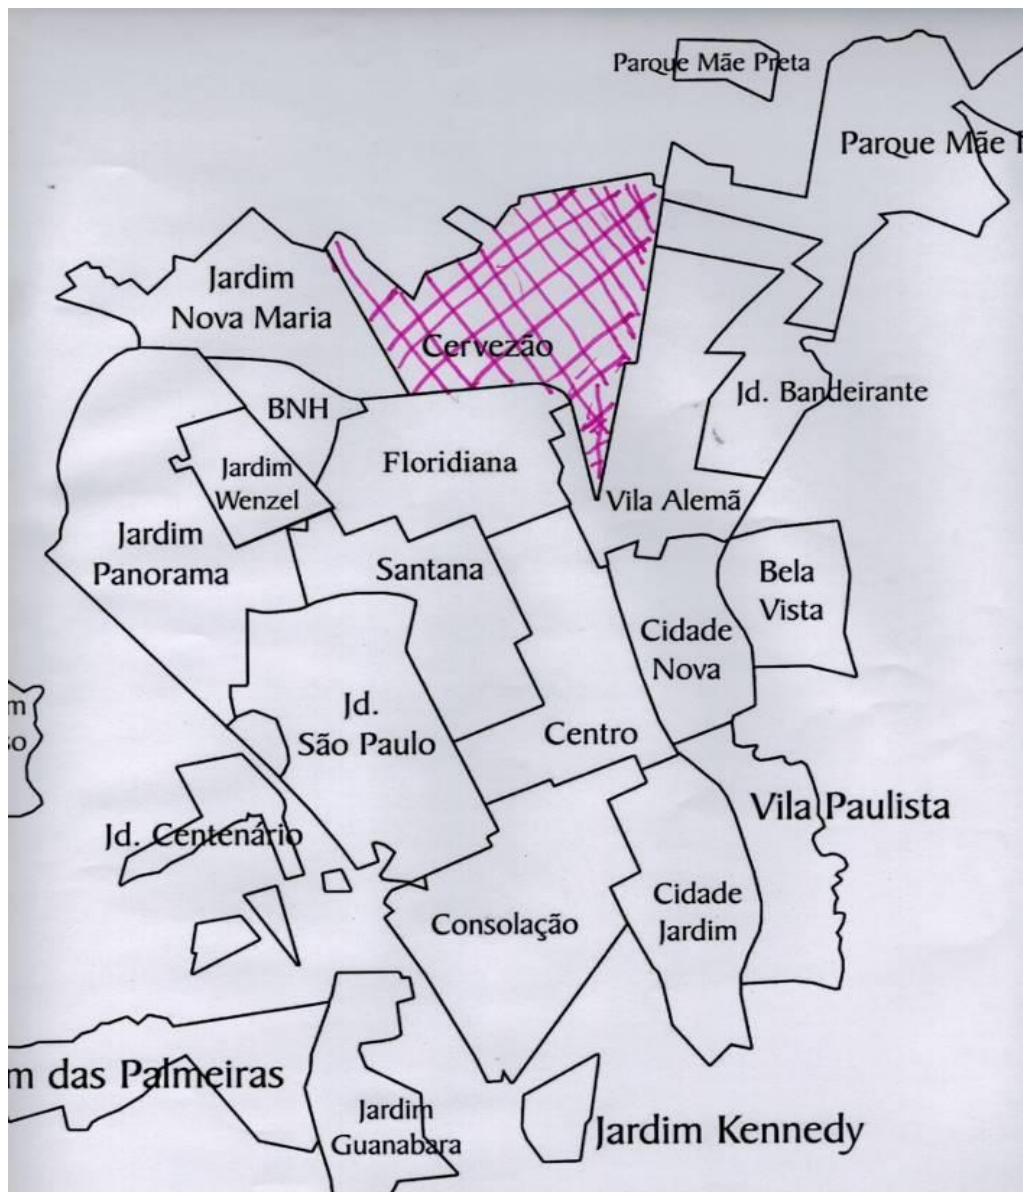 Parque Mãe Preta
Parque Mãe
Jardim
Nova Maria
Cervezão
BNH
Jd. Bandeirante
Floridiana
Jardim
Wenzel
Vila Alemã
Jardim
Panorama
Santana
Bela
Vista
Cidade
Nova
m
so
Jd.
São Paulo
Centro
Vila Paulista
Jd. Centenário
Cidade
Jardim
Consolação
m das Palmeiras
Jardim
Guanabara
Jardim Kennedy